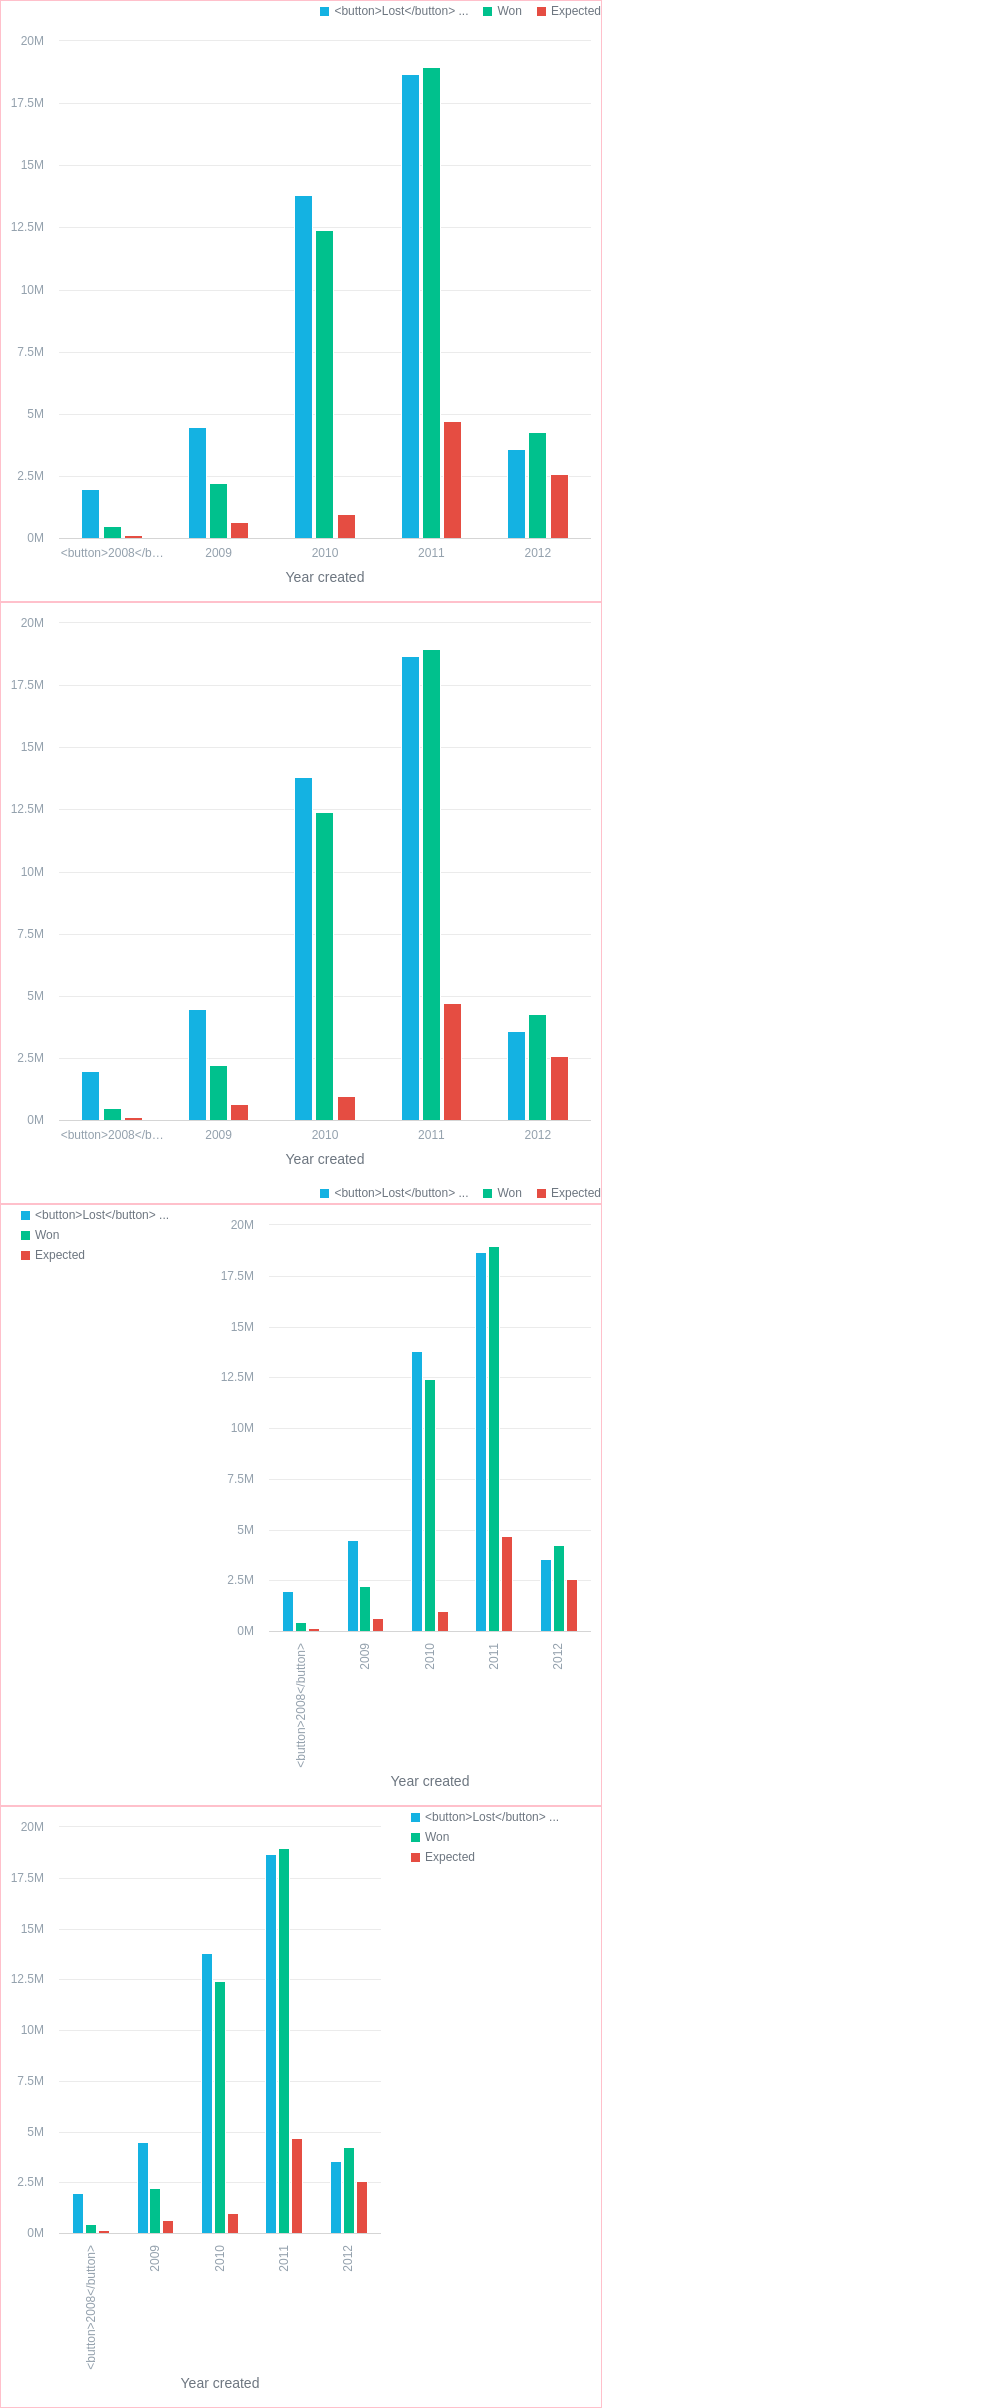 <button>Lost</button> ... Won Expected
20M
17.5M
15M
12.5M
10M
7.5M
5M
2.5M
0M
<button>2008</b… 2009 2010 2011 2012
Year created
20M
17.5M
15M
12.5M
10M
7.5M
5M
2.5M
0M
<button>2008</b… 2009 2010 2011 2012
Year created
<button>Lost</button> ... Won Expected
<button>Lost</button> ...
Won
Expected
20M
17.5M
15M
12.5M
10M
7.5M
5M
2.5M
0M
<button>2008</button> 2009 2010 2011 2012
Year created
<button>Lost</button> ...
Won
Expected
20M
17.5M
15M
12.5M
10M
7.5M
5M
2.5M
0M
<button>2008</button> 2009 2010 2011 2012
Year created